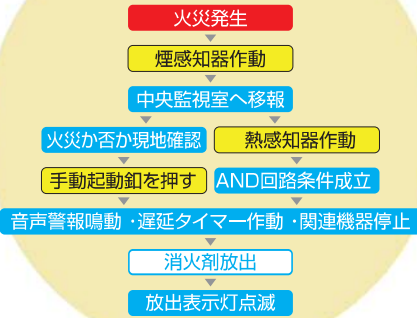 火災発生
煙感知器作動
中央監視室へ移報
火災か否か現地確認
熱感知器作動
手動起動釦を押す
AND回路条件成立
音声警報鳴動・遅延タイマー作動・関連機器停止
消火剤放出
放出表示灯点滅